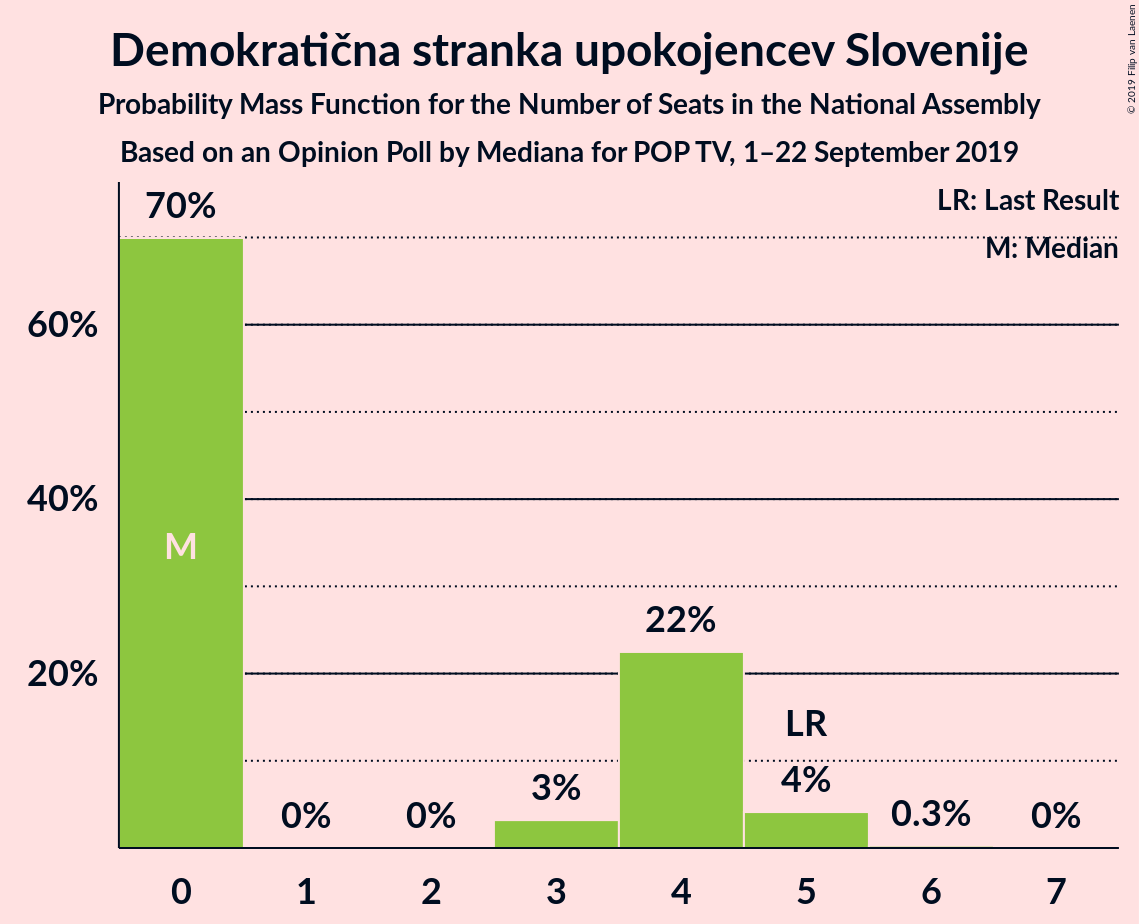 Demokratična stranka upokojencev Slovenije
Probability Mass Function for the Number of Seats in the National Assembly
Based on an Opinion Poll by Mediana for POP TV, 1–22 September 2019
© 2019 Filip van Laenen
LR: Last Result
M: Median
70%
60%
40%
M
22%
20%
LR
3%
4%
0%
0%
0.3%
0%
0 1 2 3 4 5 6 7